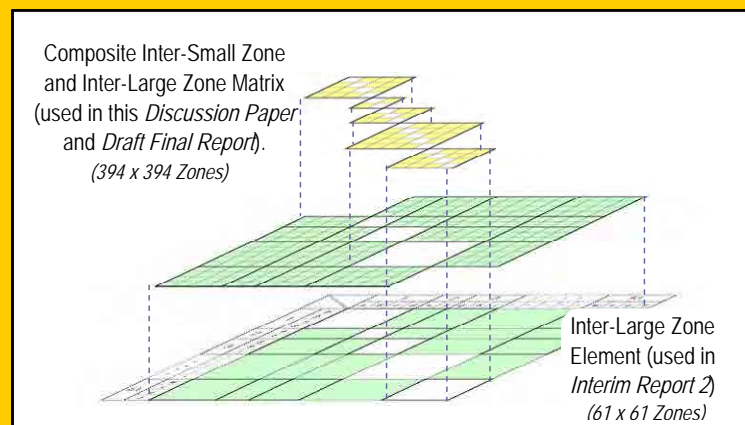 Composite Inter-Small Zone
and Inter-Large Zone Matrix
(used in this Discussion Paper
and Draft Final Report).
(394 x 394 Zones)
Inter-Large Zone
Element (used in
Interim Report 2)
(61 x 61 Zones)